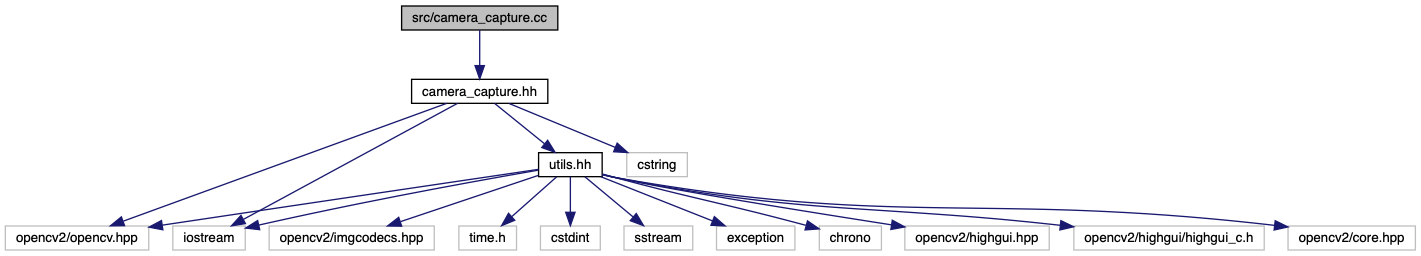 src/camera_capture.cc
camera_capture.hh
utils.hh
cstring
opencv2/opencv.hpp
iostream
opencv2/imgcodecs.hpp
time.h
cstdint
sstream
exception
chrono
opencv2/highgui.hpp
opencv2/highgui/highgui_c.h
opencv2/core.hpp